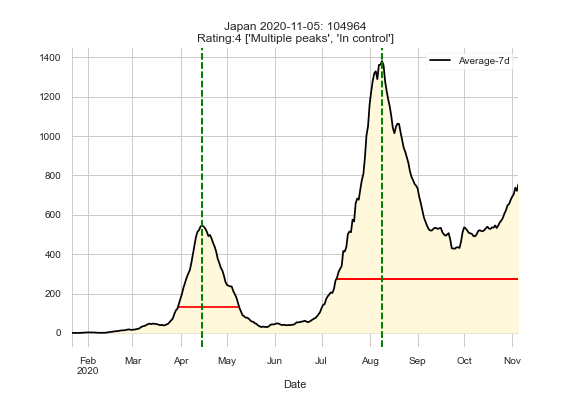 Japan 2020-11-05: 104964
Rating:4 ['Multiple peaks', 'In control']
Average-7d
1400
1200
1000
800
600
400
200
0
Feb Mar Apr May Jun Jul Aug Sep Oct Nov
2020
Date